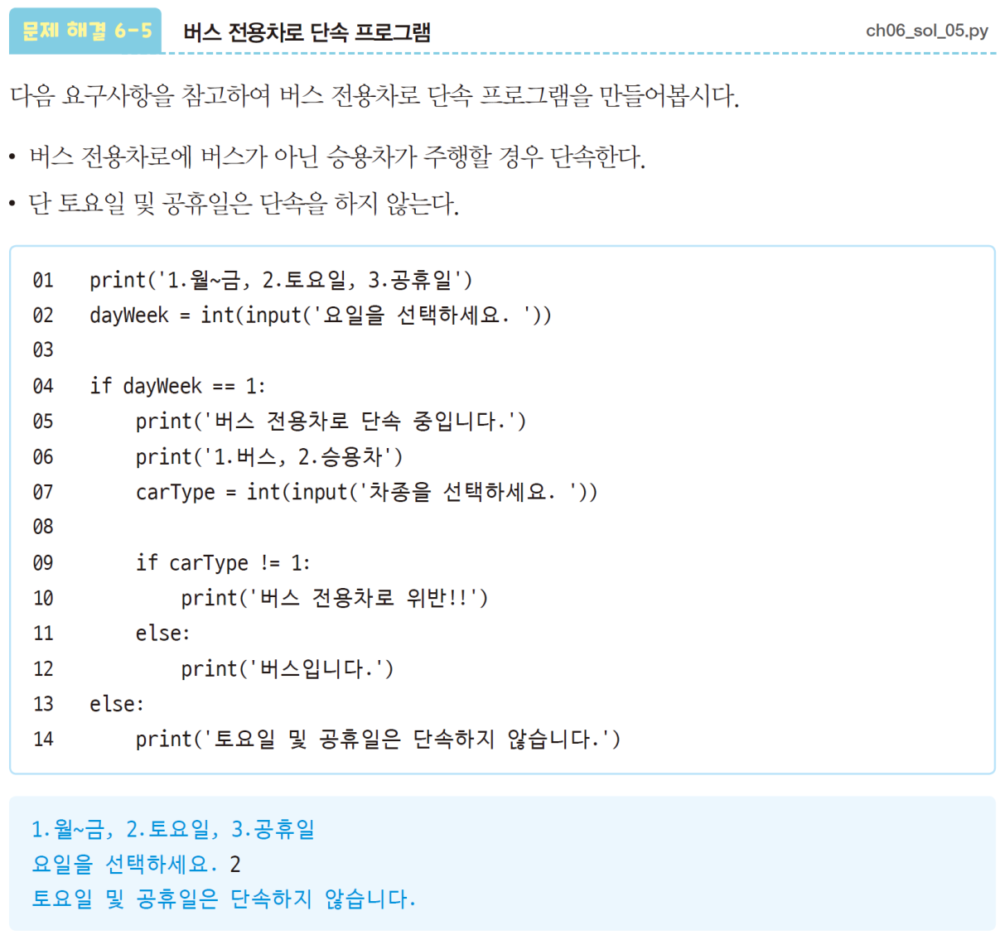 문제 해결 6-5 버스 전용차로 단속 프로그램 ch06_sol_05.py
다음 요구사항을 참고하여 버스 전용차로 단속 프로그램을 만들어봅시다.
• 버스 전용차로에 버스가 아닌 승용차가 주행할 경우 단속한다.
• 단 토요일 및 공휴일은 단속을 하지 않는다.
01 print('1.월~금, 2.토요일, 3.공휴일')
02 dayWeek = int(input('요일을 선택하세요. '))
03
04 if dayWeek == 1:
05     print('버스 전용차로 단속 중입니다.')
06     print('1.버스, 2.승용차')
07     carType = int(input('차종을 선택하세요. '))
08
09     if carType != 1:
10         print('버스 전용차로 위반!!')
11     else:
12         print('버스입니다.')
13 else:
14     print('토요일 및 공휴일은 단속하지 않습니다.')
1.월~금, 2.토요일, 3.공휴일
요일을 선택하세요. 2
토요일 및 공휴일은 단속하지 않습니다.